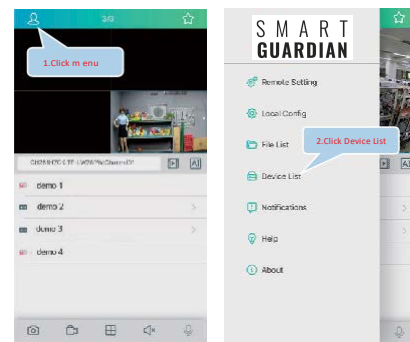 3/3
1.Click m enu
demo 1
demo 2
demo 3
demo 4
SMART
GUARDIAN
Remote Setting
Local Config
File List
2.Click Device List
Device List
Notifications
Help
About